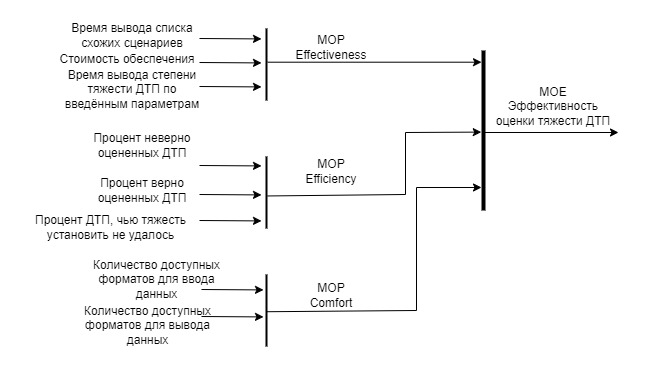 Время вывода списка
схожих сценариев
Стоимость обеспечения
Время вывода степени
тяжести ДТП по
введённым параметрам
MOP
Effectiveness
Процент неверно
оцененных ДТП
Процент верно
оцененных ДТП
Процент ДТП, чью тяжесть
установить не удалось
MOP
Efficiency
Количество доступных
форматов для ввода
данных
Количество доступных
форматов для вывода
данных
MOP
Comfort
MOE
Эффективность
оценки тяжести ДТП